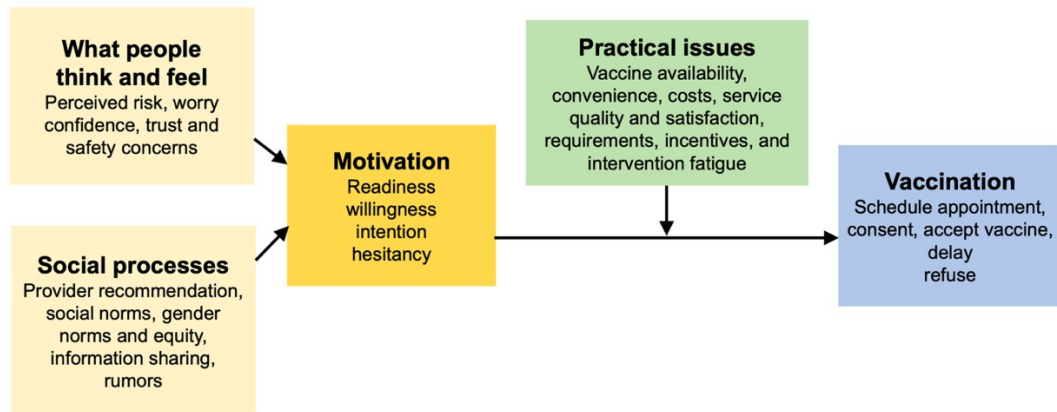 What people
think and feel
Perceived risk, worry
confidence, trust and
safety concerns
Social processes
Provider recommendation,
social norms, gender
norms and equity,
information sharing,
rumors
Motivation
Readiness
willingness
intention
hesitancy
Practical issues
Vaccine availability,
convenience, costs, service
quality and satisfaction,
requirements, incentives, and
intervention fatigue
Vaccination
Schedule appointment,
consent, accept vaccine,
delay
refuse